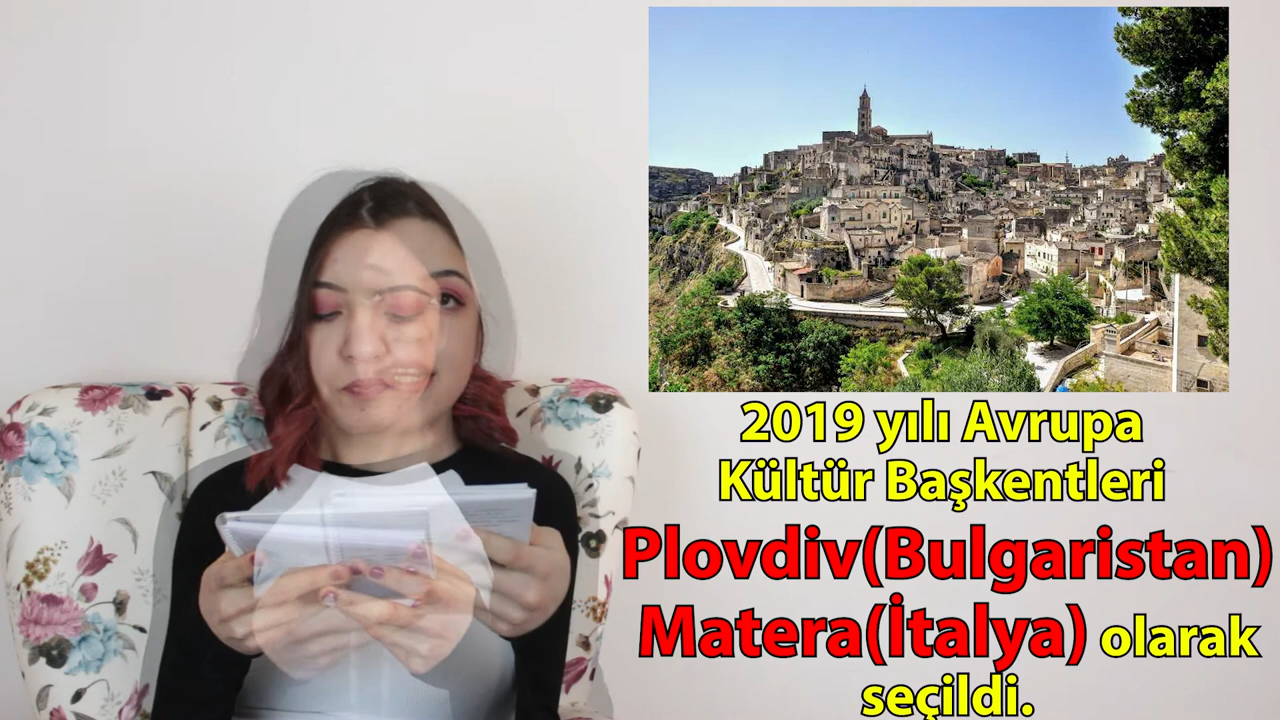 2019 yılı Avrupa
Kültür Başkentleri
Plovdiv(Bulgaristan)
Matera(İtalya) olarak
seçildi.